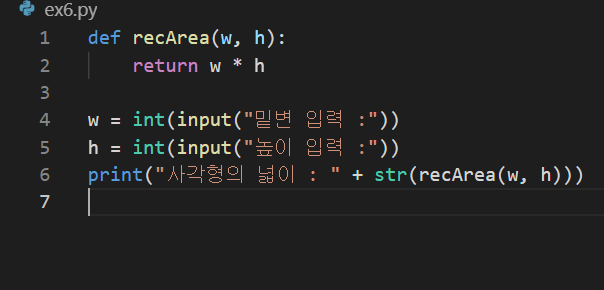 ex6.py
1 def recArea(w, h):
2     return w * h
3
4 w = int(input("밑변 입력 :"))
5 h = int(input("높이 입력 :"))
6 print("사각형의 넓이 : " + str(recArea(w, h)))
7